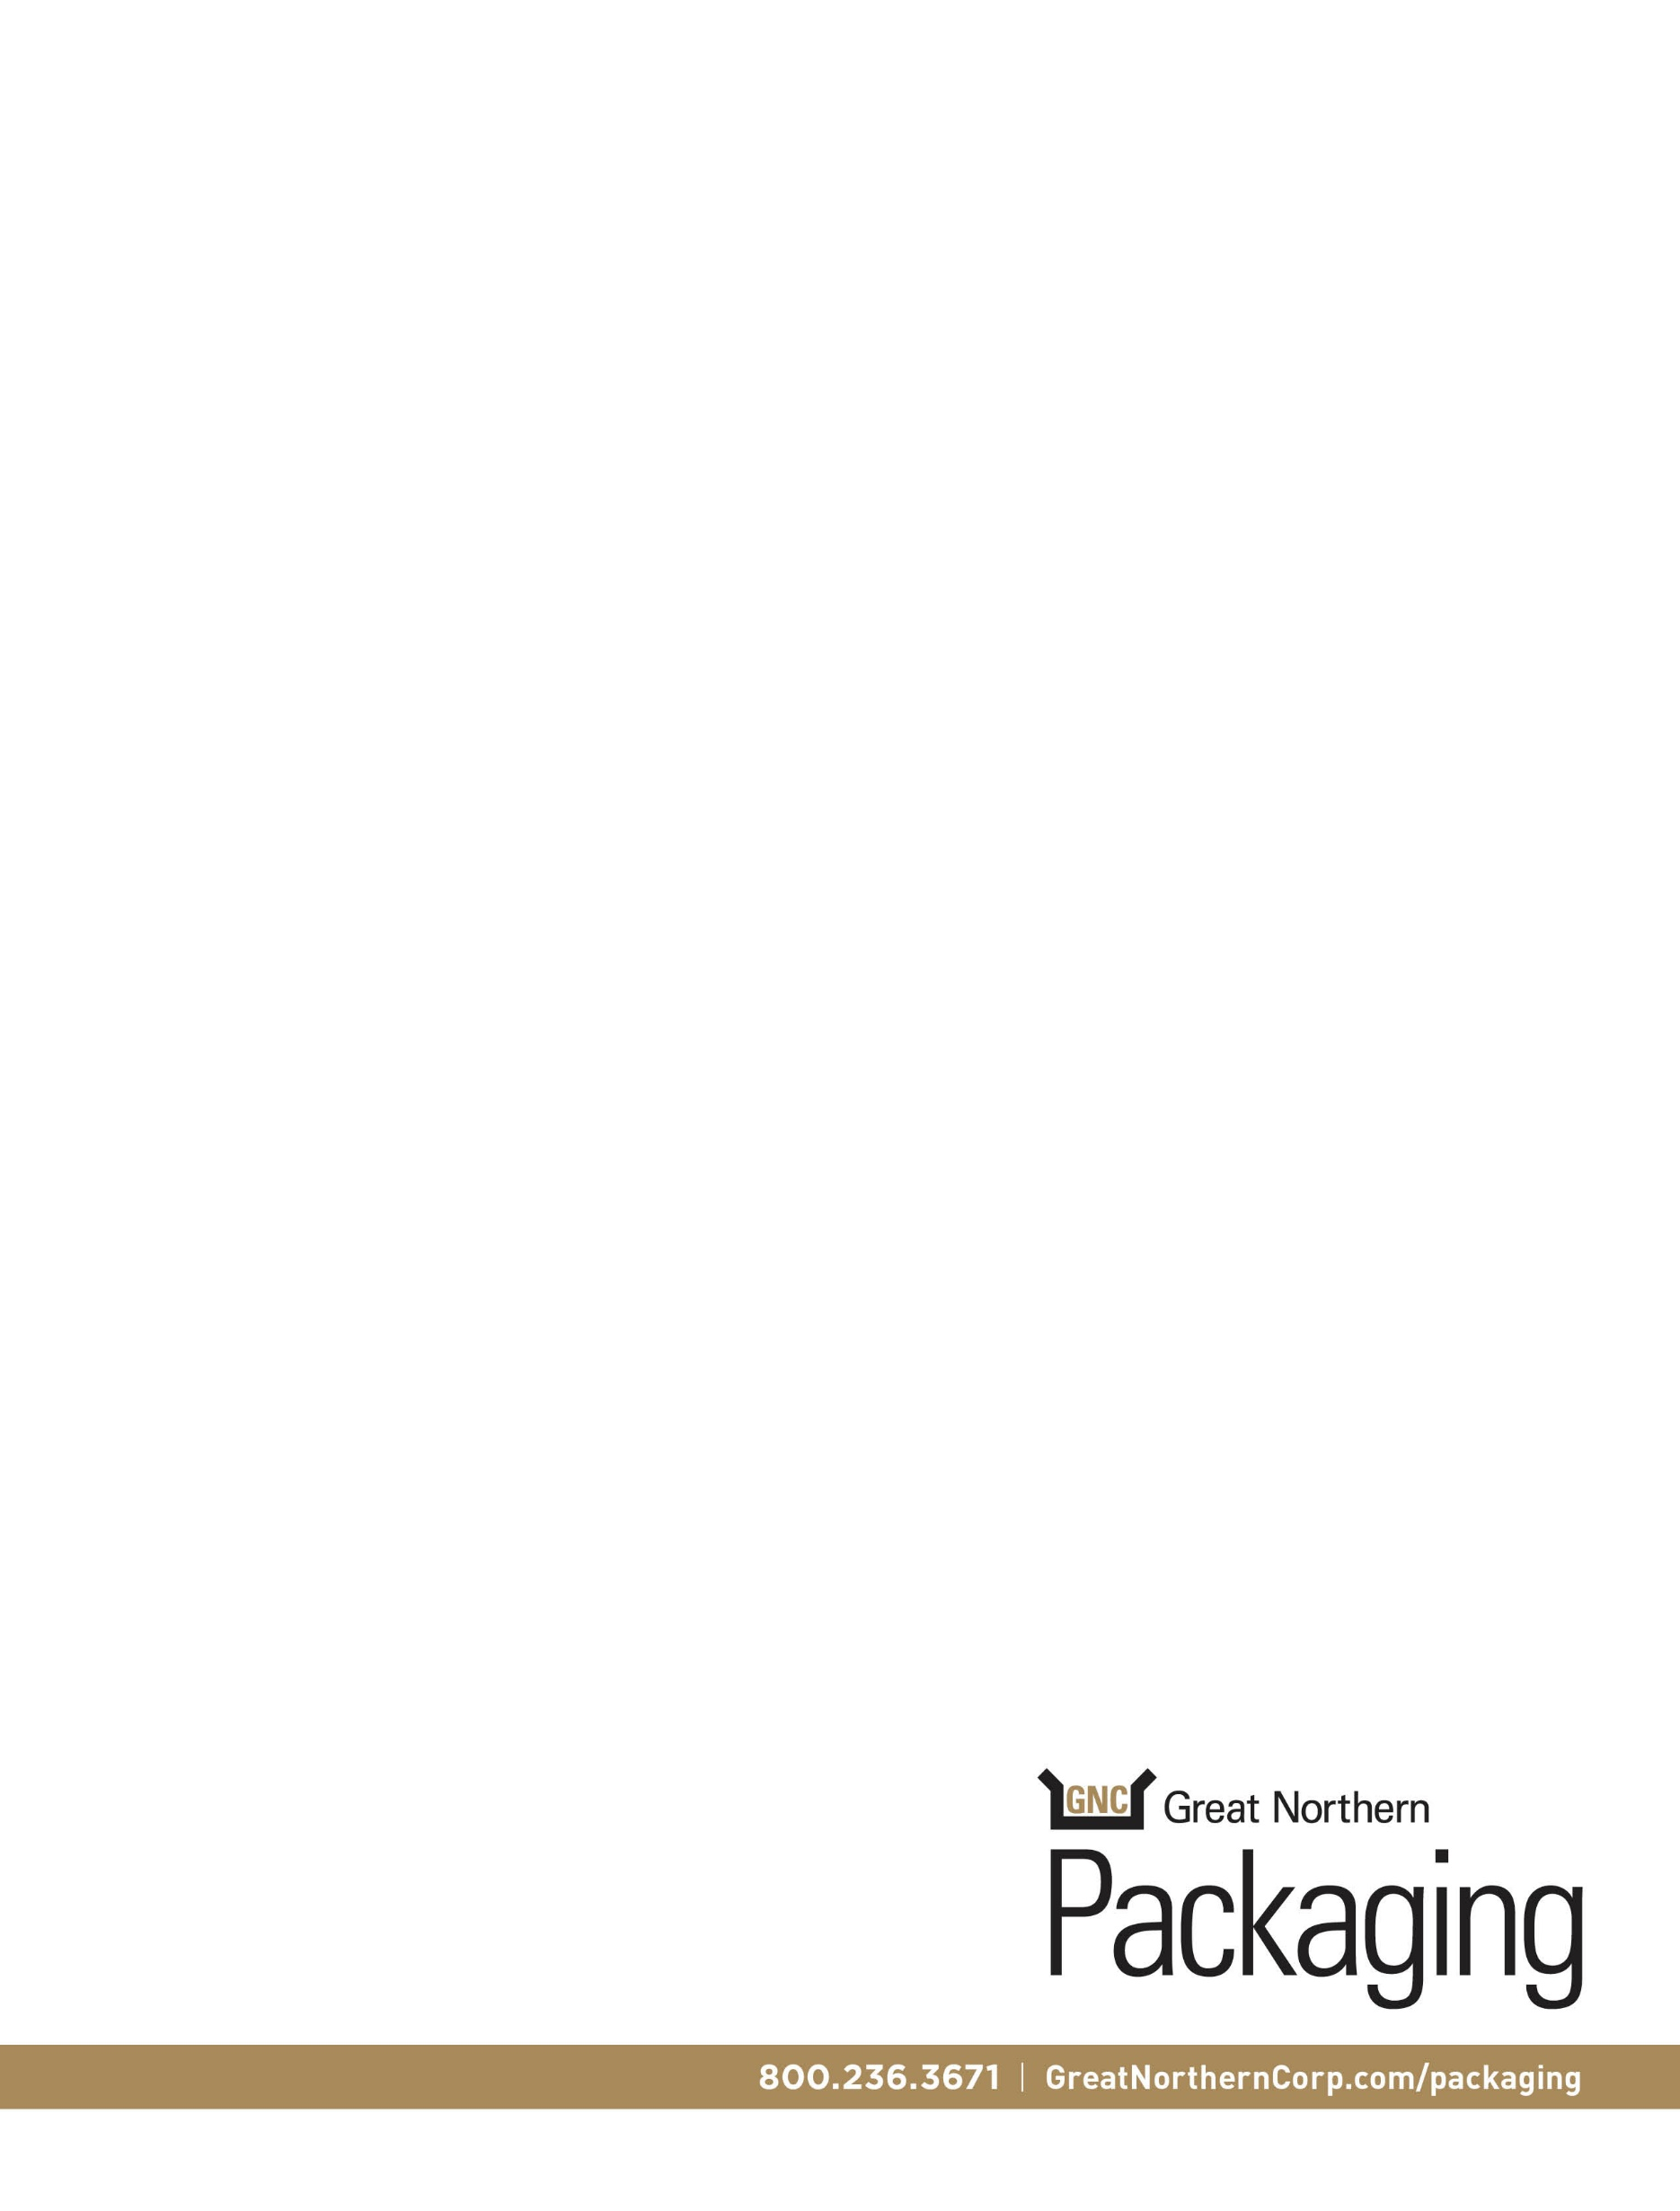 GNC Great Northern
Packaging
800.236.3671 | GreatNorthernCorp.com/packaging